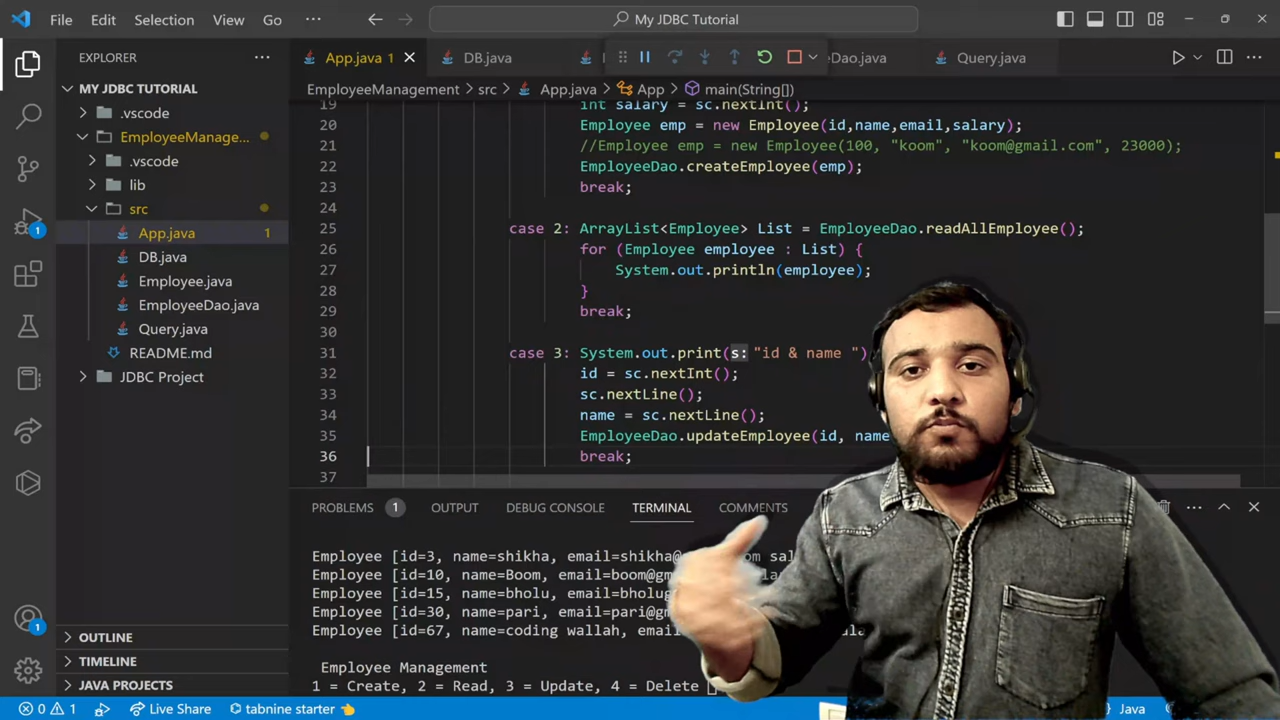 File Edit Selection View Go ··· My JDBC Tutorial
EXPLORER ···
MY JDBC TUTORIAL
.vscode
EmployeeManage...
.vscode
lib
src
App.java 1
DB.java
Employee.java
EmployeeDao.java
Query.java
README.md
JDBC Project
OUTLINE
TIMELINE
JAVA PROJECTS
1
1
App.java 1 DB.java eDao.java Query.java
EmployeeManagement > src > App.java > App > main(String[])
19 int salary = sc.nextInt();
20 Employee emp = new Employee(id,name,email,salary);
21 //Employee emp = new Employee(100, "koom", "koom@gmail.com", 23000);
22 EmployeeDao.createEmployee(emp);
23 break;
24
25 case 2: ArrayList<Employee> List = EmployeeDao.readAllEmployee();
26 for (Employee employee : List) {
27 System.out.println(employee);
28 }
29 break;
30
31 case 3: System.out.print(s:"id & name ")
32 id = sc.nextInt();
33 sc.nextLine();
34 name = sc.nextLine();
35 EmployeeDao.updateEmployee(id, name
36 break;
37
PROBLEMS 1 OUTPUT DEBUG CONSOLE TERMINAL COMMENTS
Employee [id=3, name=shikha, email=shikha@ om sal
Employee [id=10, name=Boom, email=boom@gm
Employee [id=15, name=bholu, email=bholug
Employee [id=30, name=pari, email=pari@gm
Employee [id=67, name=coding wallah, email ala
Employee Management
1 = Create, 2 = Read, 3 = Update, 4 = Delete
0 1 Live Share tabnine starter Java